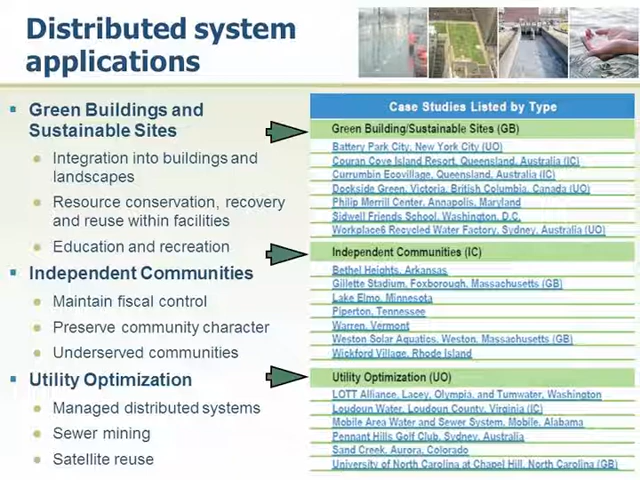 Distributed system
applications
Green Buildings and
Sustainable Sites
Integration into buildings and
landscapes
Resource conservation, recovery
and reuse within facilities
Education and recreation
Independent Communities
Maintain fiscal control
Preserve community character
Underserved communities
Utility Optimization
Managed distributed systems
Sewer mining
Satellite reuse
Case Studies Listed by Type
Green Building/Sustainable Sites (GB)
Battery Park City, New York City (UO)
Couran Cove Island Resort, Queensland, Australia (IC)
Currumbin Ecovillage, Queensland, Australia (IC)
Dockside Green, Victoria, British Columbia, Canada (UO)
Philip Merrill Center, Annapolis, Maryland
Sidwell Friends School, Washington, D.C.
Workplace6 Recycled Water Factory, Sydney, Australia (UO)
Independent Communities (IC)
Bethel Heights, Arkansas
Gillette Stadium, Foxborough, Massachusetts (GB)
Lake Elmo, Minnesota
Piperton, Tennessee
Warren, Vermont
Weston Solar Aquatics, Weston, Massachusetts (GB)
Wickford Village, Rhode Island
Utility Optimization (UO)
LOTT Alliance, Lacey, Olympia, and Tumwater, Washington
Loudoun Water, Loudoun County, Virginia (IC)
Mobile Area Water and Sewer System, Mobile, Alabama
Pennant Hills Golf Club, Sydney, Australia
Sand Creek, Aurora, Colorado
University of North Carolina at Chapel Hill, North Carolina (GB)